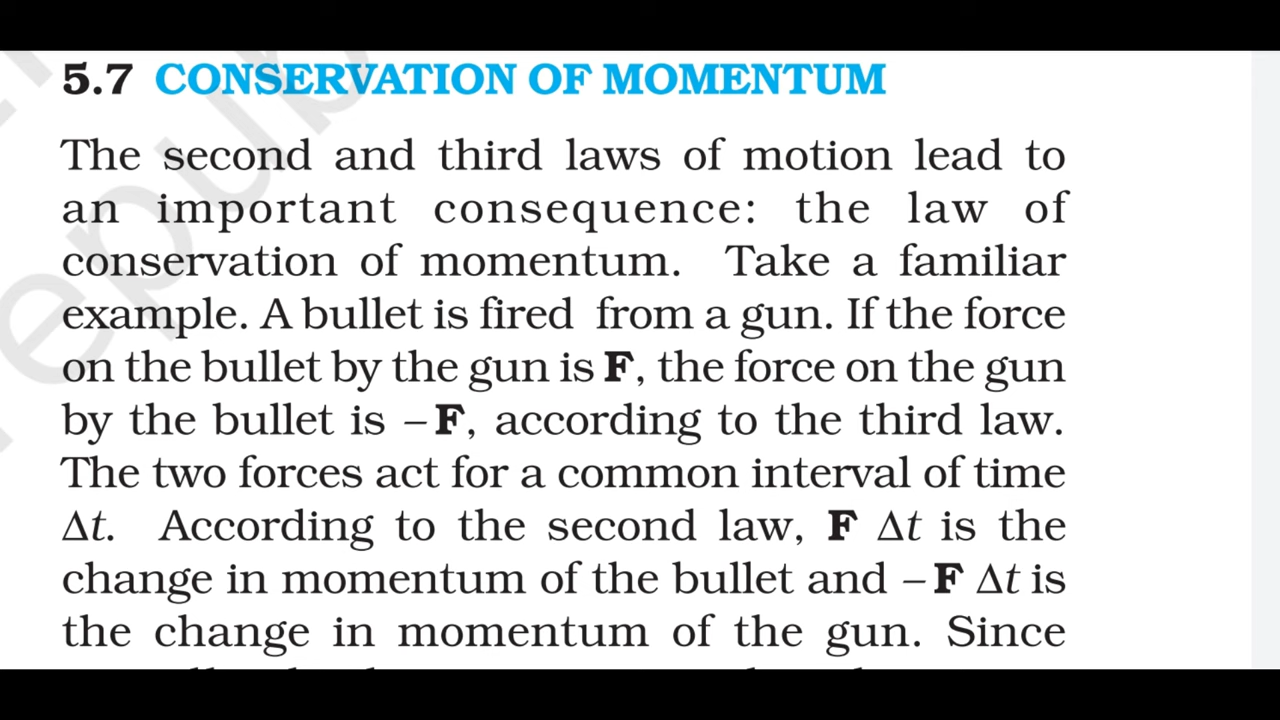 5.7 CONSERVATION OF MOMENTUM
The second and third laws of motion lead to
an important consequence: the law of
conservation of momentum. Take a familiar
example. A bullet is fired from a gun. If the force
on the bullet by the gun is F, the force on the gun
by the bullet is –F, according to the third law.
The two forces act for a common interval of time
Δt. According to the second law, F Δt is the
change in momentum of the bullet and –F Δt is
the change in momentum of the gun. Since